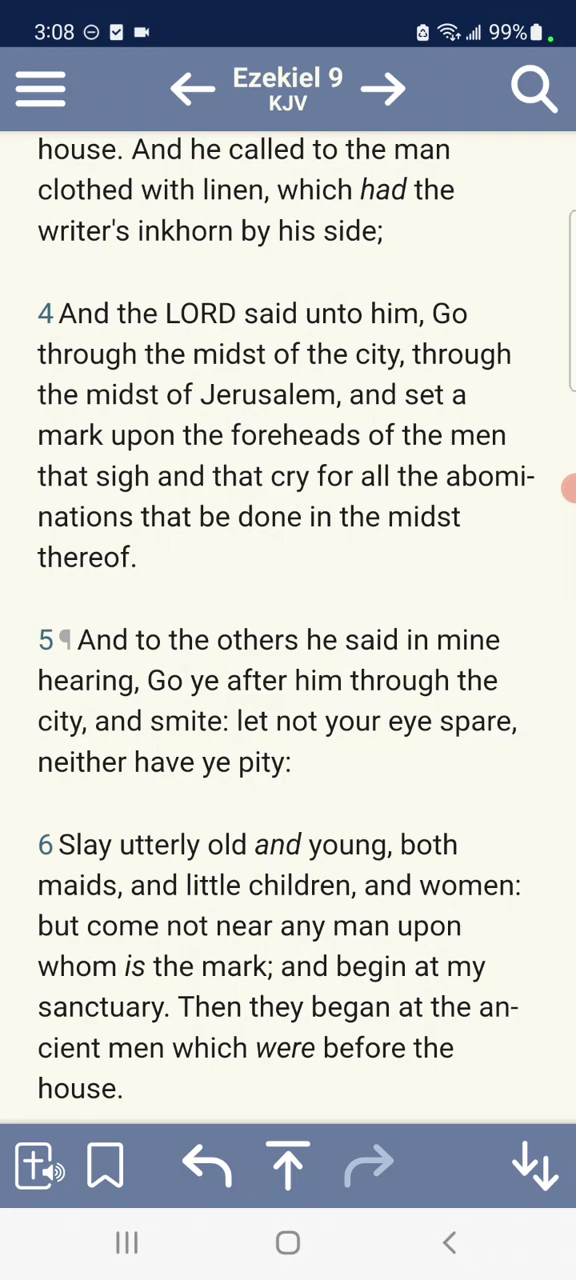 3:08
99%
Ezekiel 9
KJV
house. And he called to the man
clothed with linen, which had the
writer's inkhorn by his side;
4 And the LORD said unto him, Go
through the midst of the city, through
the midst of Jerusalem, and set a
mark upon the foreheads of the men
that sigh and that cry for all the abomi-
nations that be done in the midst
thereof.
5 ¶ And to the others he said in mine
hearing, Go ye after him through the
city, and smite: let not your eye spare,
neither have ye pity:
6 Slay utterly old and young, both
maids, and little children, and women:
but come not near any man upon
whom is the mark; and begin at my
sanctuary. Then they began at the an-
cient men which were before the
house.